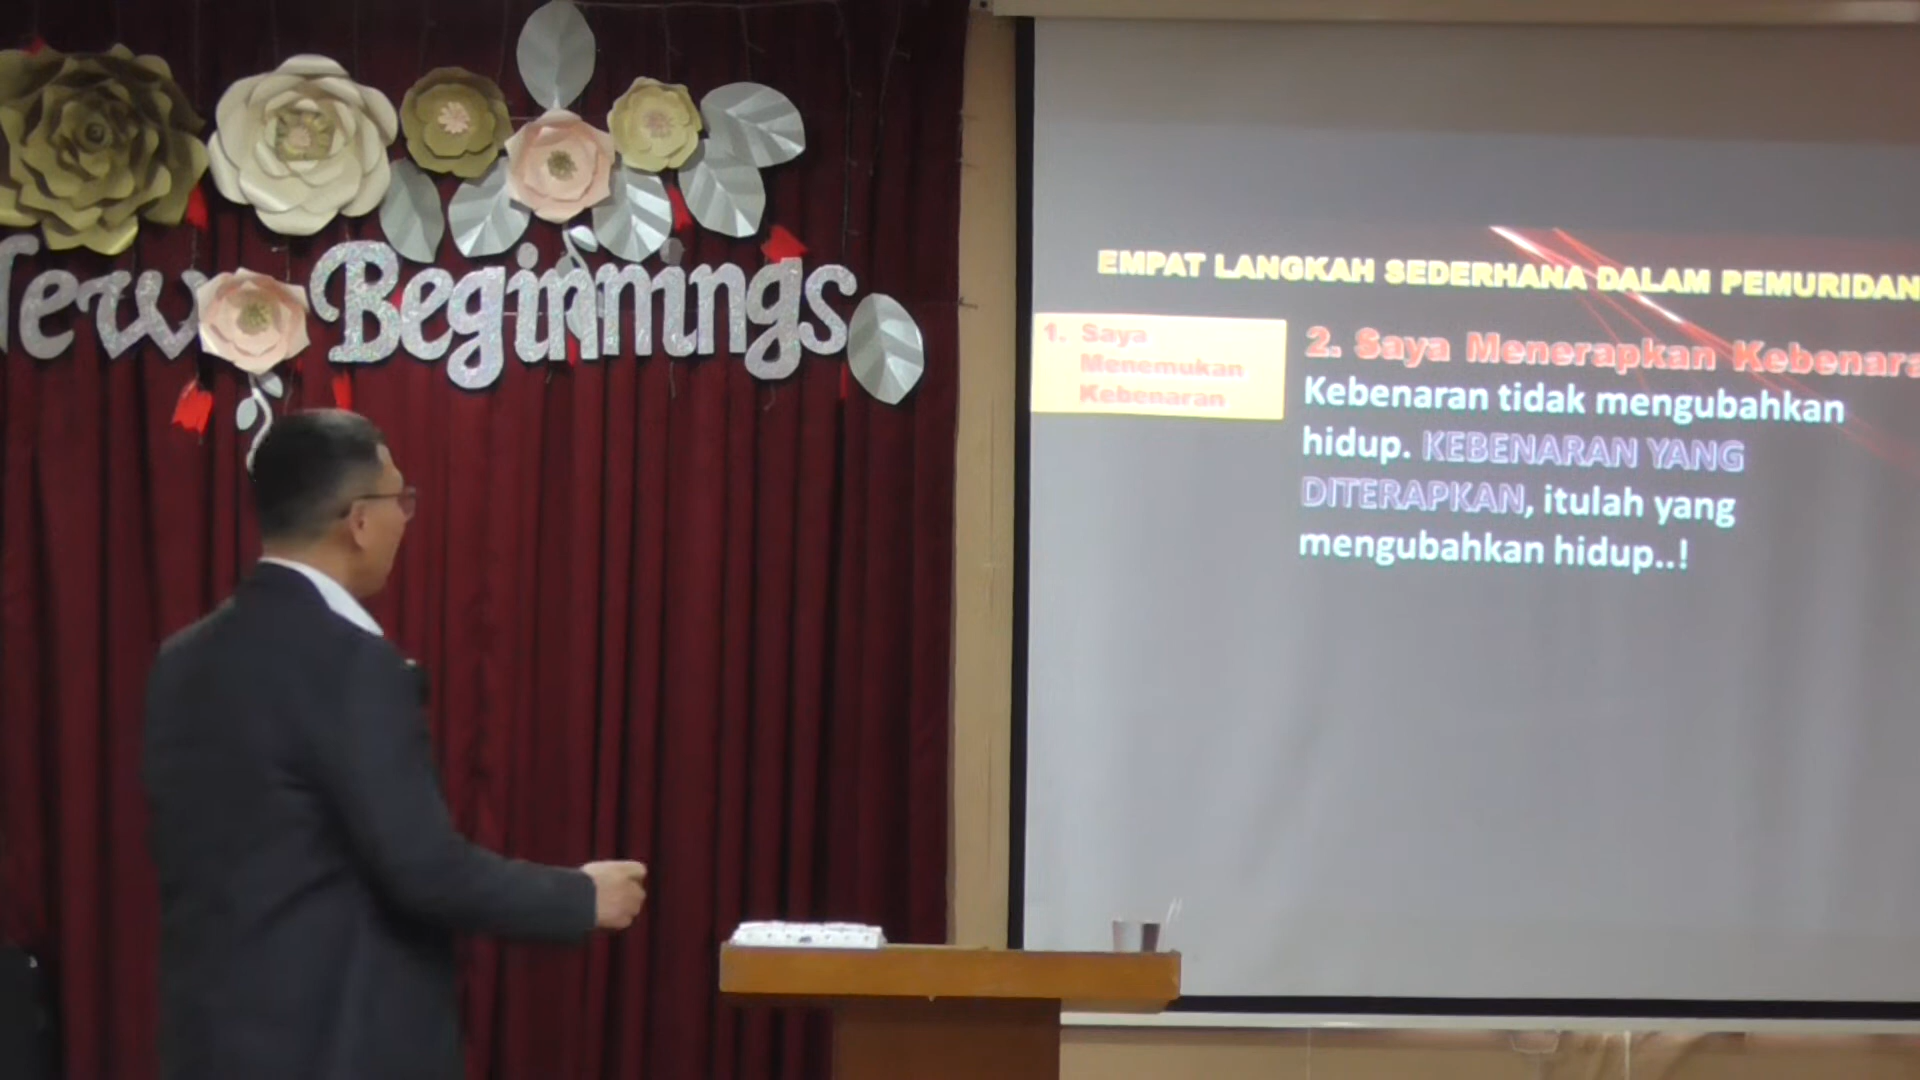 New Beginnings
EMPAT LANGKAH SEDERHANA DALAM PEMURIDAN
1. Saya
Menemukan
Kebenaran
2. Saya Menerapkan Kebenara
Kebenaran tidak mengubahkan
hidup. KEBENARAN YANG
DITERAPKAN, itulah yang
mengubahkan hidup..!